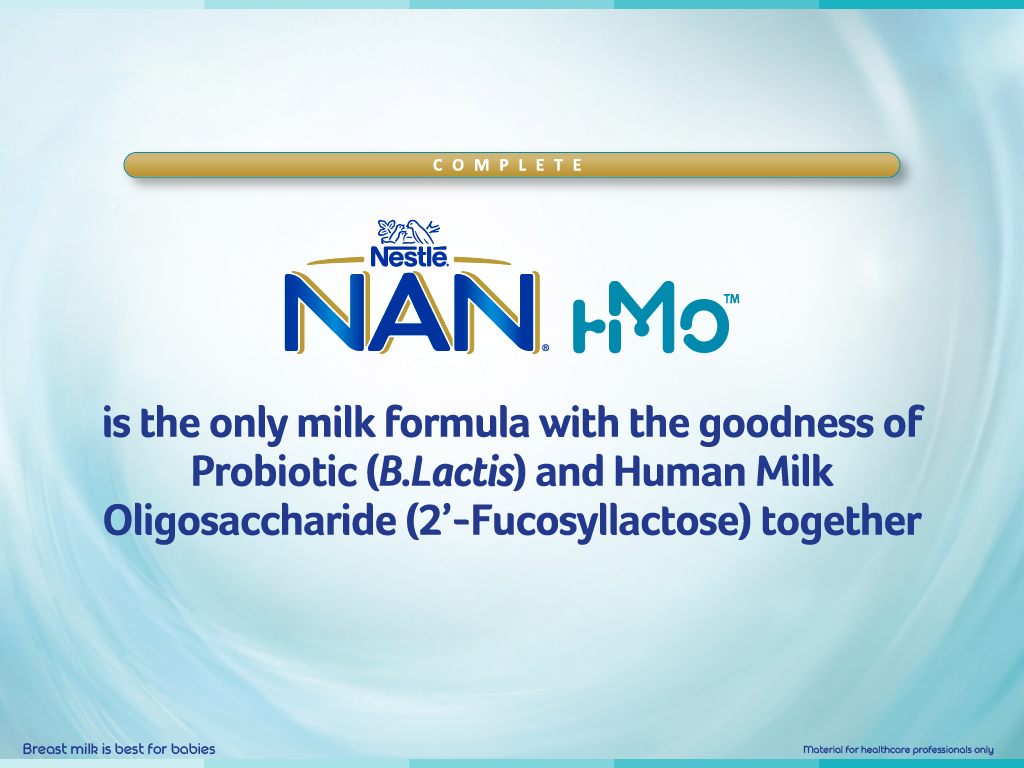 COMPLETE
Nestlé®
NAN® HMO™
is the only milk formula with the goodness of
Probiotic (B.Lactis) and Human Milk
Oligosaccharide (2’-Fucosyllactose) together
Breast milk is best for babies
Material for healthcare professionals only